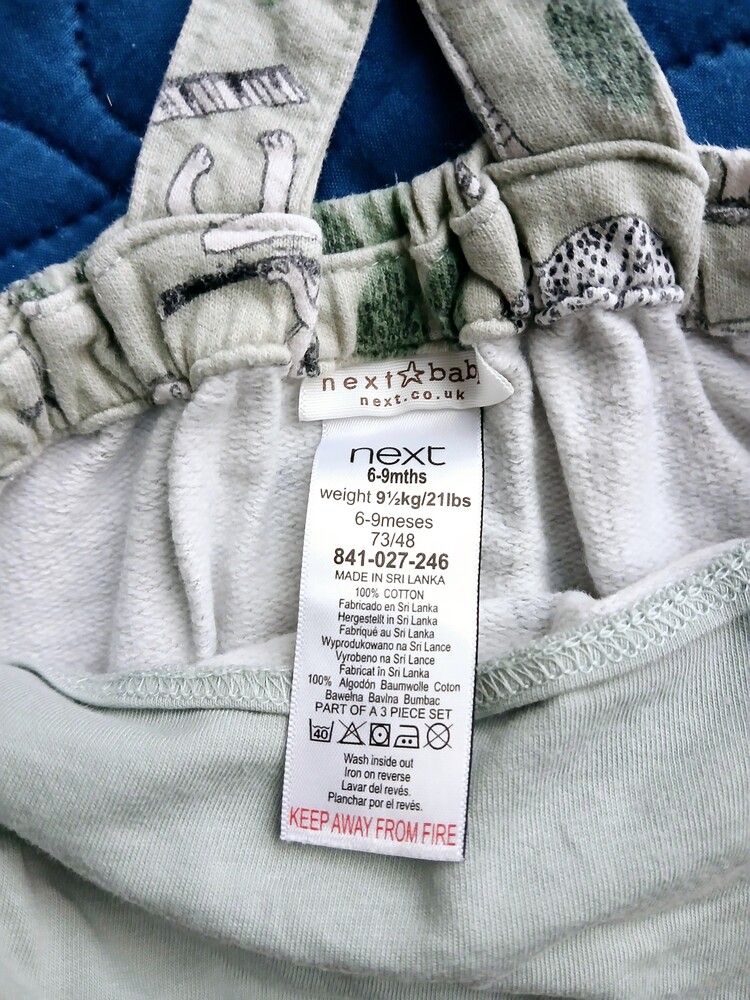 next☆bab
next.co.uk
next
6-9mths
weight 9½kg/21lbs
6-9meses
73/48
841-027-246
MADE IN SRI LANKA
100% COTTON
Fabricado en Sri Lanka
Hergestellt in Sri Lanka
Fabriqué au Sri Lanka
Wyprodukowano na Sri Lance
Vyrobeno na Srí Lance
Fabricat în Sri Lanka
100% Algodón Baumwolle Coton
Bawełna Bavlna Bumbac
PART OF A 3 PIECE SET
40
Wash inside out
Iron on reverse
Lavar del revés.
Planchar por el revés.
KEEP AWAY FROM FIRE